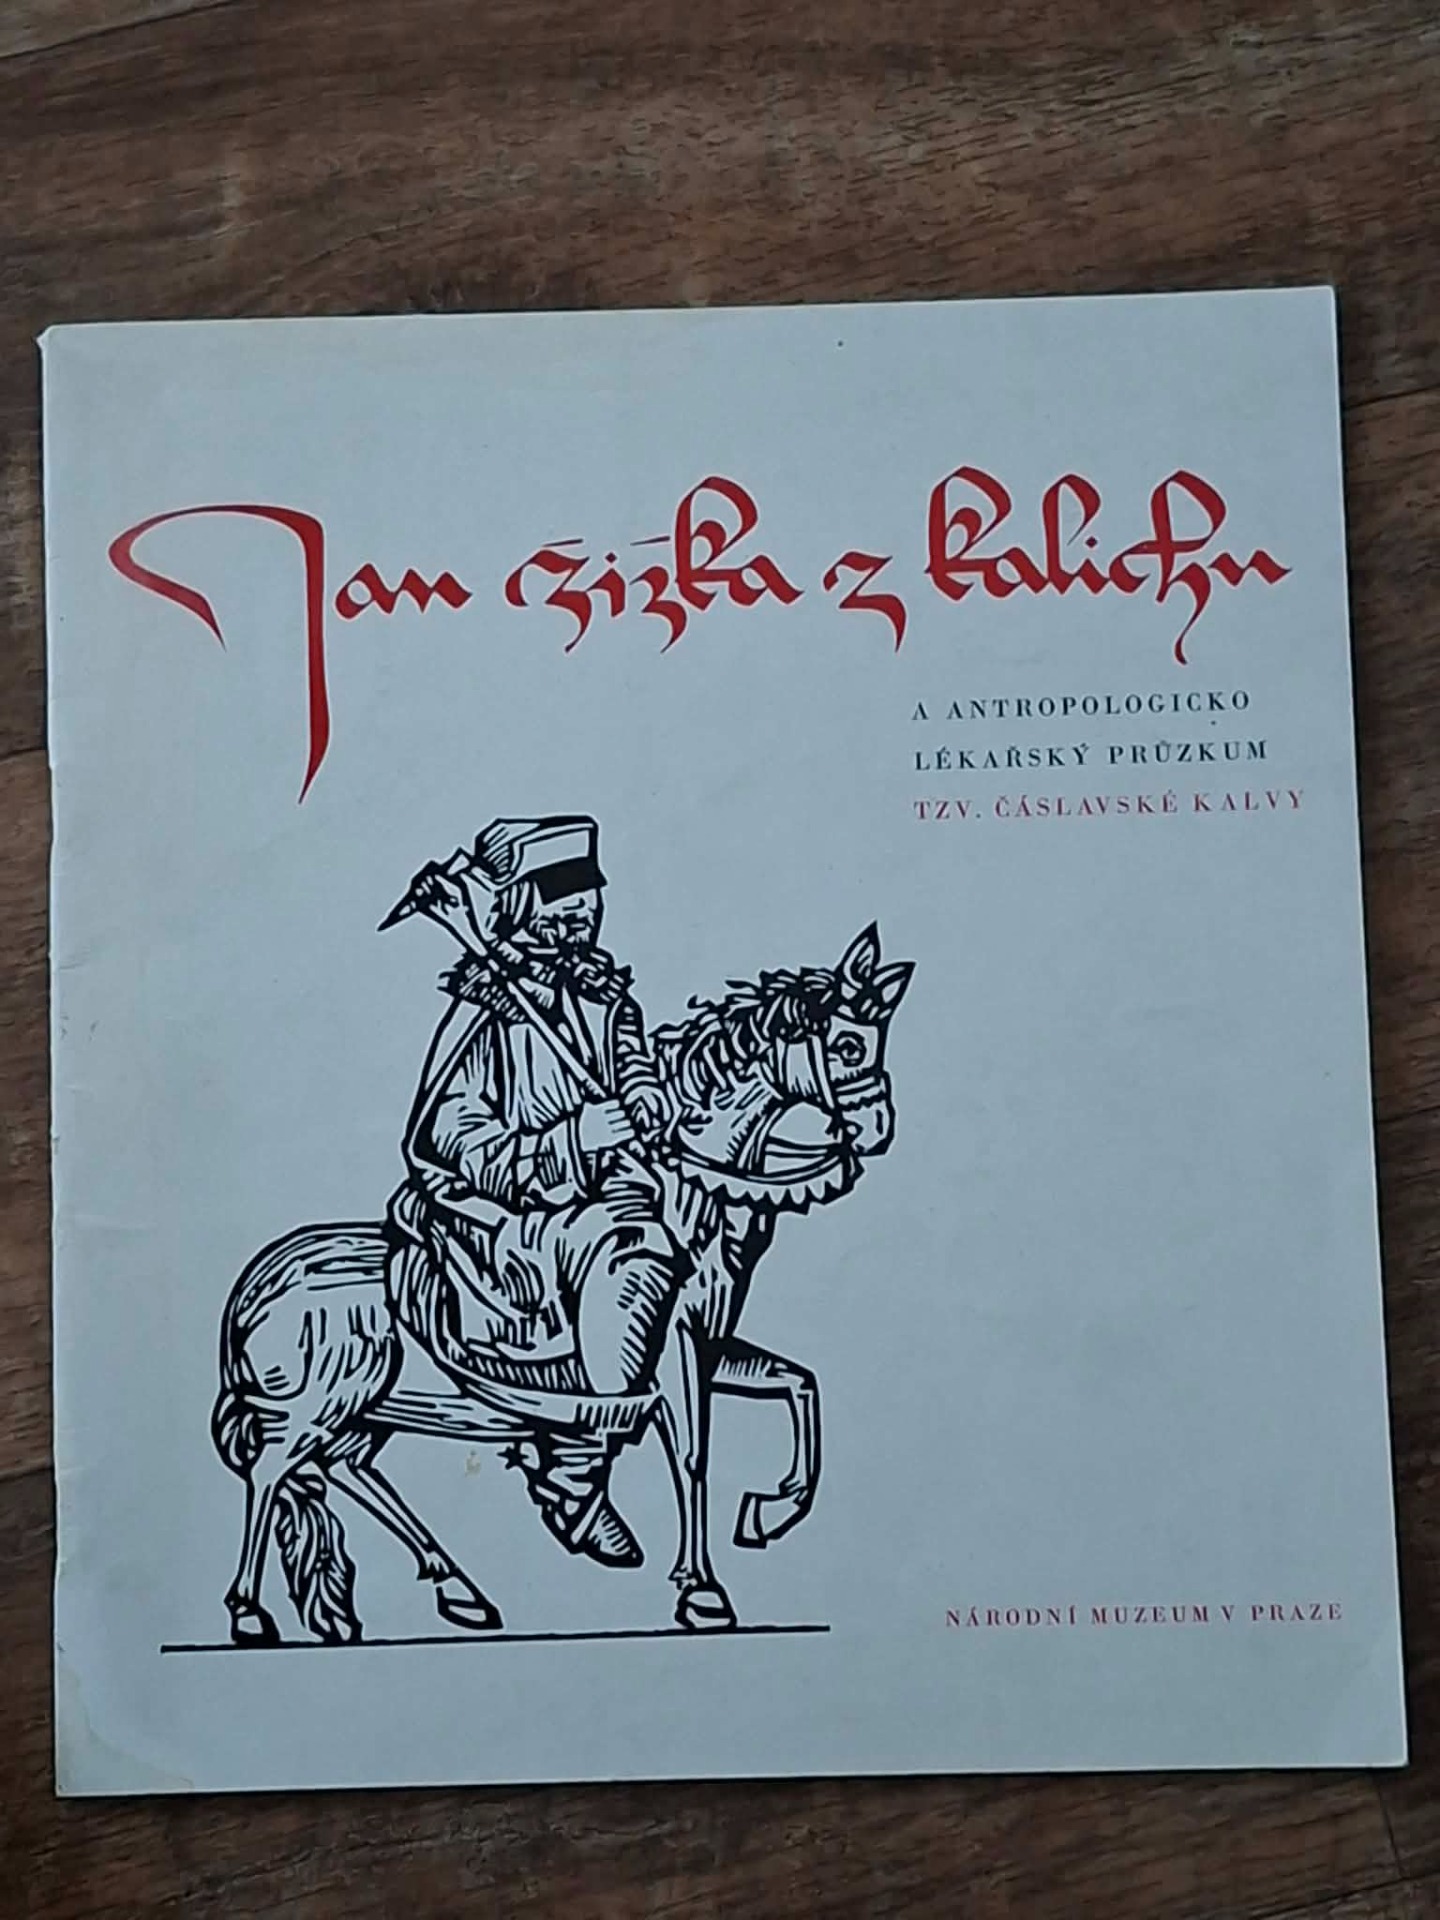 Jan Žižka z kalichu
A ANTROPOLOGICKO
LÉKAŘSKÝ PRŮZKUM
TZV. ČÁSLAVSKÉ KALVY
NÁRODNÍ MUZEUM V PRAZE